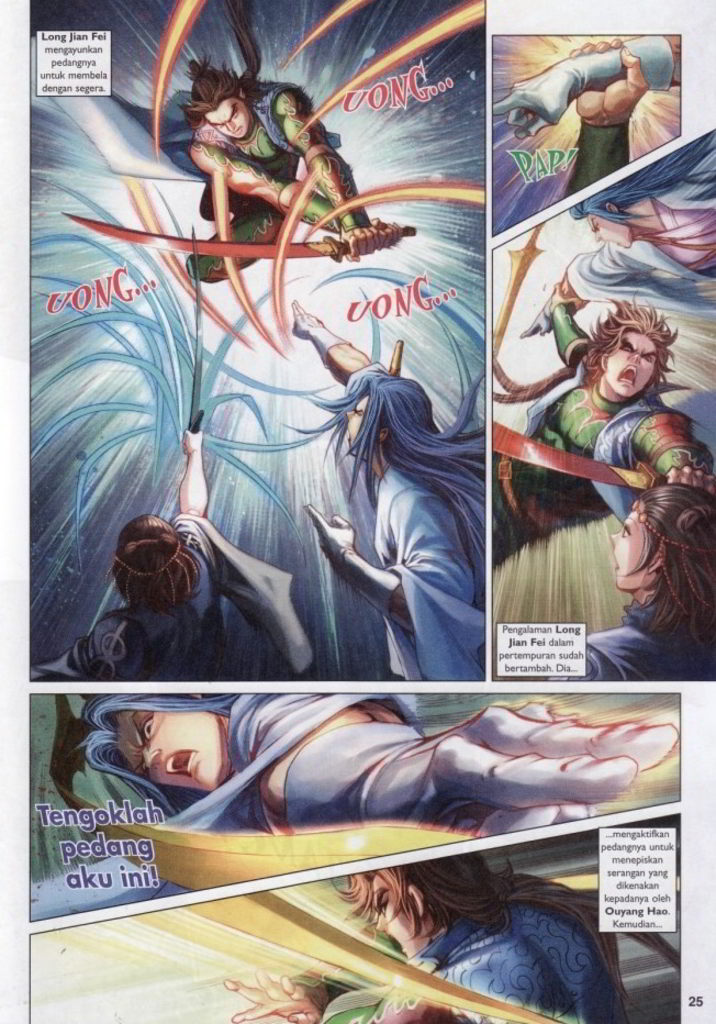 Long Jian Fei
mengayunkan
pedangnya
untuk membela
dengan segera.
UONG...
UONG...
UONG...
PAP!
Pengalaman Long
Jian Fei dalam
pertempuran sudah
bertambah. Dia...
Tengoklah
pedang
aku ini!
...mengaktifkan
pedangnya untuk
menepiskan
serangan yang
dikenakan
kepadanya oleh
Ouyang Hao.
Kemudian...
25